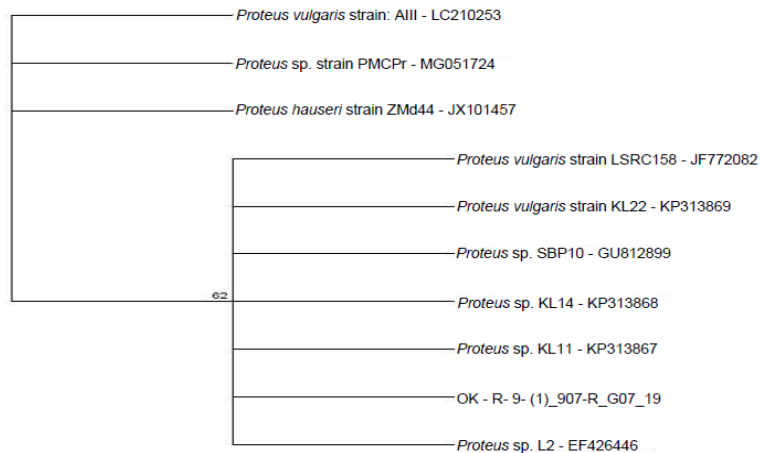 Proteus vulgaris strain: AIII - LC210253
Proteus sp. strain PMCPr - MG051724
Proteus hauseri strain ZMd44 - JX101457
Proteus vulgaris strain LSRC158 - JF772082
Proteus vulgaris strain KL22 - KP313869
Proteus sp. SBP10 - GU812899
62
Proteus sp. KL14 - KP313868
Proteus sp. KL11 - KP313867
OK - R- 9- (1)_907-R_G07_19
Proteus sp. L2 - EF426446